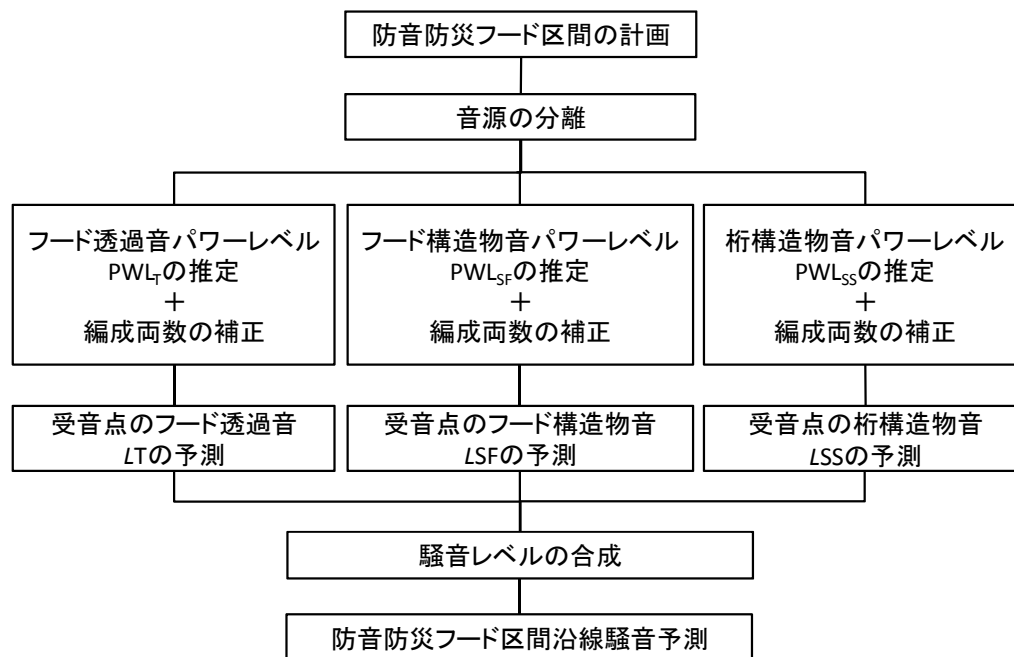 防音防災フード区間の計画
音源の分離
フード透過音パワーレベル
PWLTの推定
+
編成両数の補正
フード構造物音パワーレベル
PWLSFの推定
+
編成両数の補正
桁構造物音パワーレベル
PWLSSの推定
+
編成両数の補正
受音点のフード透過音
LTの予測
受音点のフード構造物音
LSFの予測
受音点の桁構造物音
LSSの予測
騒音レベルの合成
防音防災フード区間沿線騒音予測